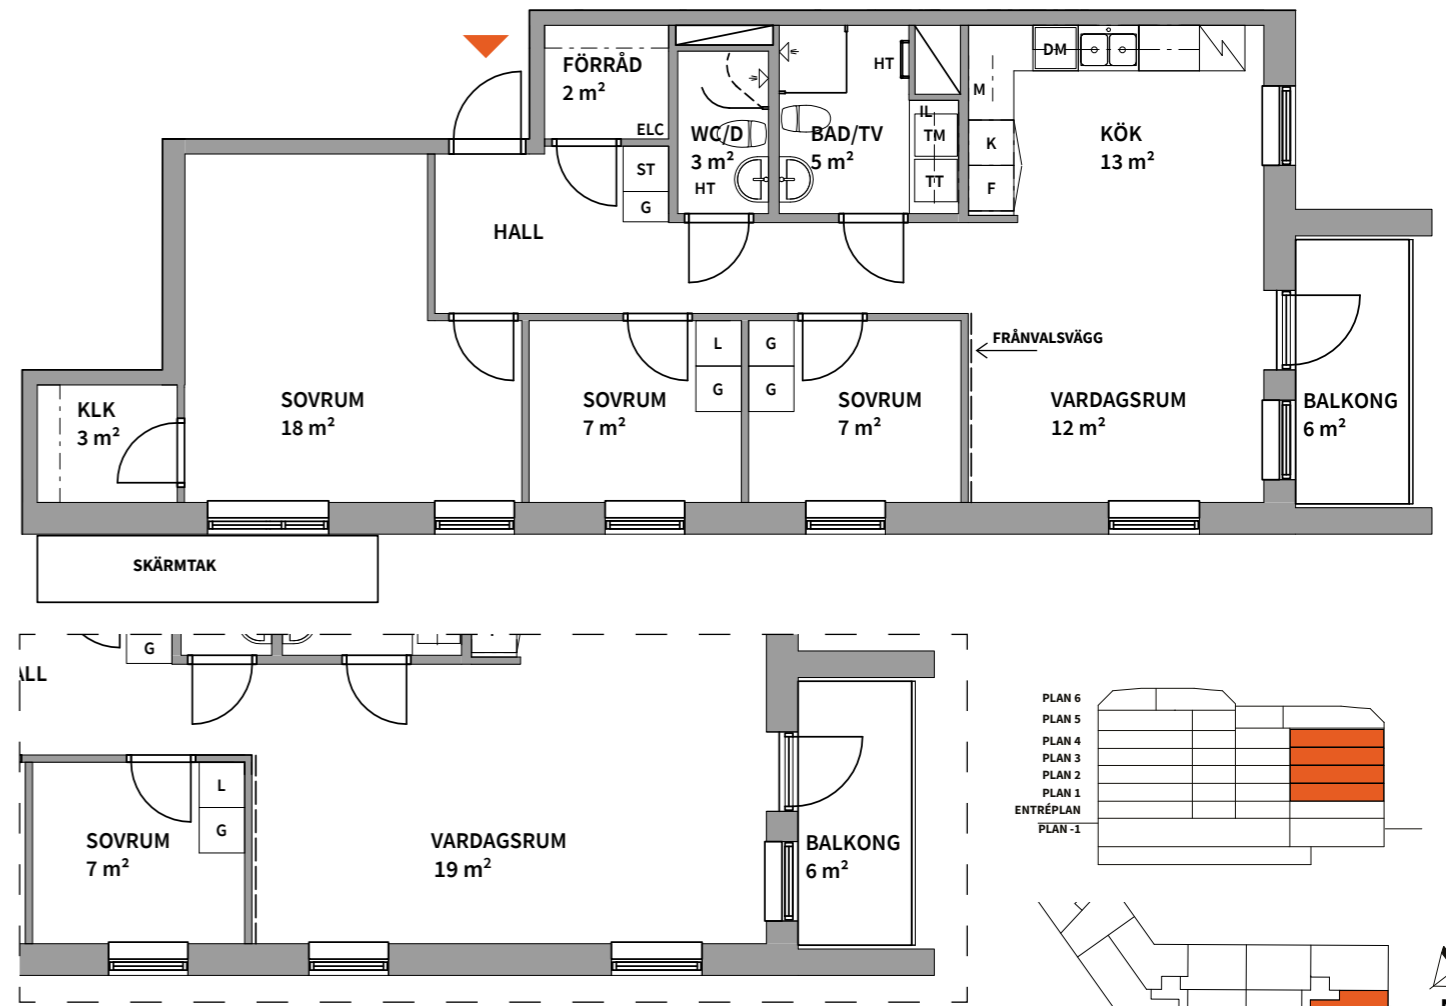 FÖRRÅD
2 m²
ELC
ST
G
WC/D
3 m²
HT
BAD/TV
5 m²
HT
IL
TM
TT
M
K
F
DM
KÖK
13 m²
HALL
KLK
3 m²
SOVRUM
18 m²
SOVRUM
7 m²
L
G
G
G
SOVRUM
7 m²
FRÅNVALSVÄGG
VARDAGSRUM
12 m²
BALKONG
6 m²
SKÄRMTAK
G
ALL
L
G
SOVRUM
7 m²
VARDAGSRUM
19 m²
BALKONG
6 m²
PLAN 6
PLAN 5
PLAN 4
PLAN 3
PLAN 2
PLAN 1
ENTRÉPLAN
PLAN -1